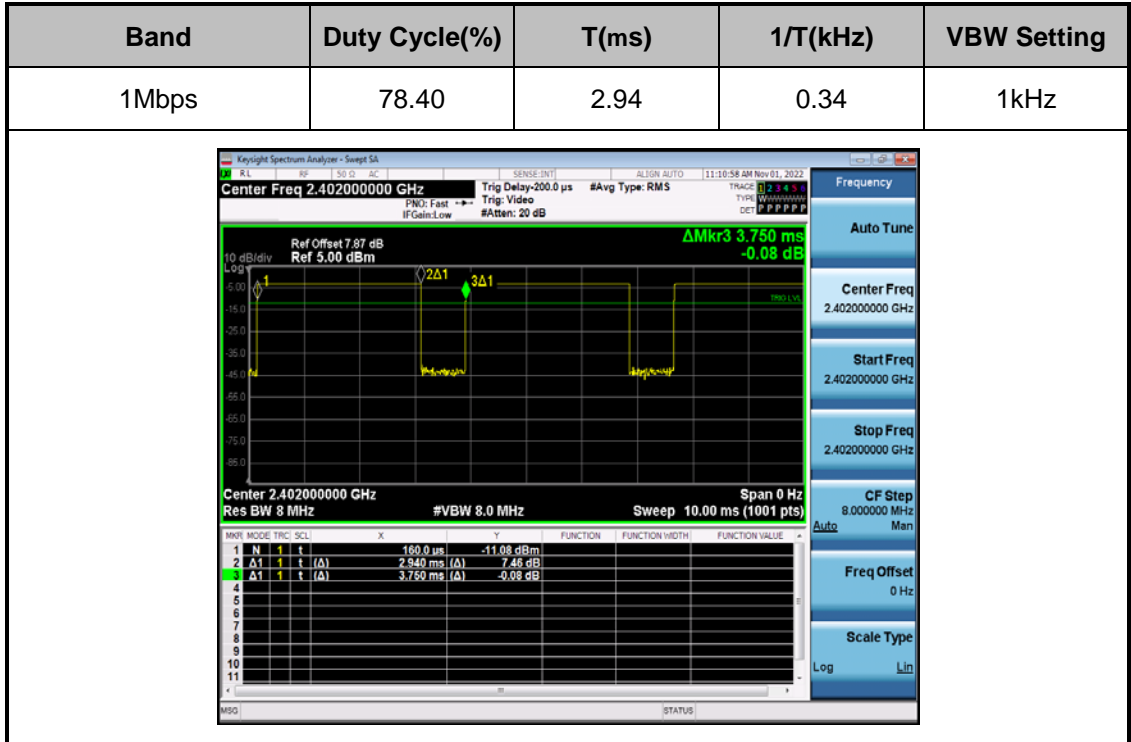 Band Duty Cycle(%) T(ms) 1/T(kHz) VBW Setting
1Mbps 78.40 2.94 0.34 1kHz
Keysight Spectrum Analyzer - Swept SA
RL RF 50 Ω AC SENSE:INT ALIGN AUTO 11:10:58 AM Nov 01, 2022
Center Freq 2.402000000 GHz Trig Delay-200.0 µs #Avg Type: RMS TRACE 1 2 3 4 5 6
PNO: Fast Trig: Video TYPE WWWWWW
IFGain:Low #Atten: 20 dB DET P P P P P P
Frequency
ΔMkr3 3.750 ms
-0.08 dB
Ref Offset 7.87 dB
10 dB/div Ref 5.00 dBm
Log
1 2Δ1 3Δ1
TRIG LVL
-5.00
-15.0
-25.0
-35.0
-45.0
-55.0
-65.0
-75.0
-85.0
Center 2.402000000 GHz Span 0 Hz
Res BW 8 MHz #VBW 8.0 MHz Sweep 10.00 ms (1001 pts)
MKR MODE TRC SCL X Y FUNCTION FUNCTION WIDTH FUNCTION VALUE
1 N 1 t 160.0 µs -11.08 dBm
2 Δ1 1 t (Δ) 2.940 ms (Δ) 7.46 dB
3 Δ1 1 t (Δ) 3.750 ms (Δ) -0.08 dB
4
5
6
7
8
9
10
11
MSG STATUS
Auto Tune
Center Freq
2.402000000 GHz
Start Freq
2.402000000 GHz
Stop Freq
2.402000000 GHz
CF Step
8.000000 MHz
Auto Man
Freq Offset
0 Hz
Scale Type
Log Lin